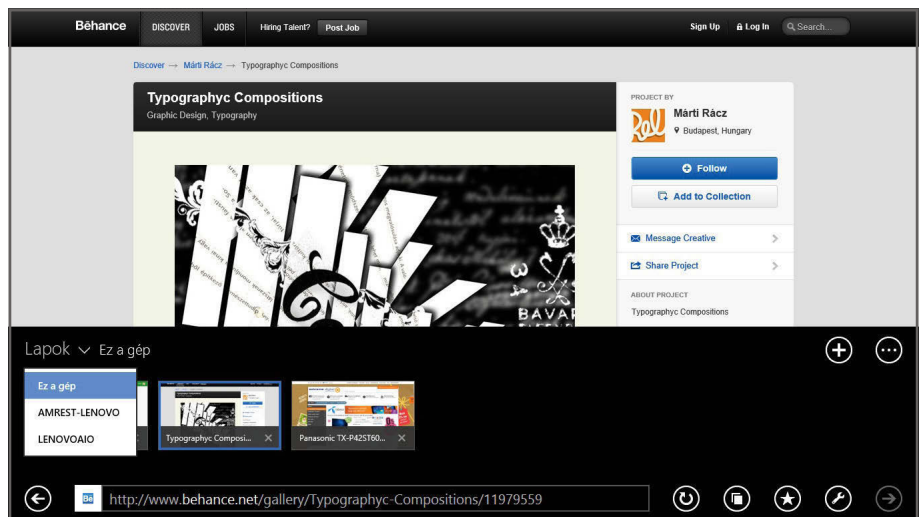 Bēhance DISCOVER JOBS Hiring Talent? Post Job Sign Up Log In Search...
Discover → Márti Rácz → Typographyc Compositions
Typographyc Compositions
Graphic Design, Typography
PROJECT BY
Márti Rácz
Budapest, Hungary
Follow
Add to Collection
Message Creative
Share Project
ABOUT PROJECT
Typographyc Compositions
BAVAR
Lapok Ez a gép
Ez a gép
AMREST-LENOVO
LENOVOAIO
Typographyc Composi...
Panasonic TX-P42ST60...
Bē http://www.behance.net/gallery/Typographyc-Compositions/11979559